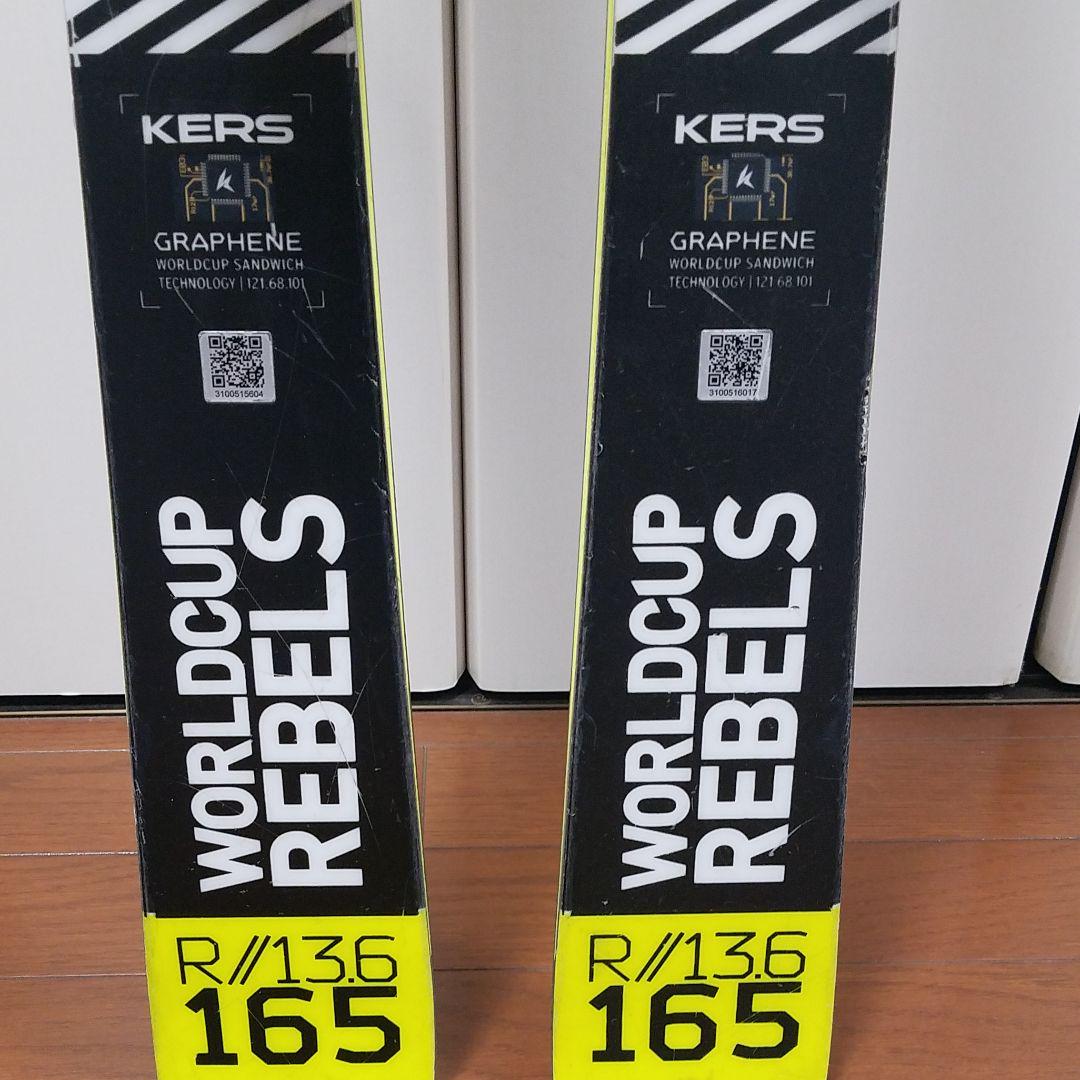 KERS
GRAPHENE
WORLDCUP SANDWICH
TECHNOLOGY | 121.68.101
3100515604
WORLDCUP
REBELS
R//13.6
165
KERS
GRAPHENE
WORLDCUP SANDWICH
TECHNOLOGY | 121.68.101
3100516017
WORLDCUP
REBELS
R//13.6
165